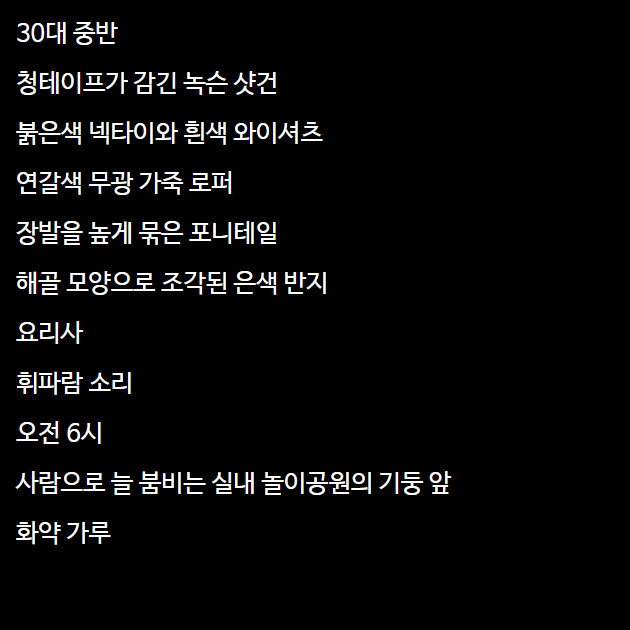 30대 중반
청테이프가 감긴 녹슨 샷건
붉은색 넥타이와 흰색 와이셔츠
연갈색 무광 가죽 로퍼
장발을 높게 묶은 포니테일
해골 모양으로 조각된 은색 반지
요리사
휘파람 소리
오전 6시
사람으로 늘 붐비는 실내 놀이공원의 기둥 앞
화약 가루